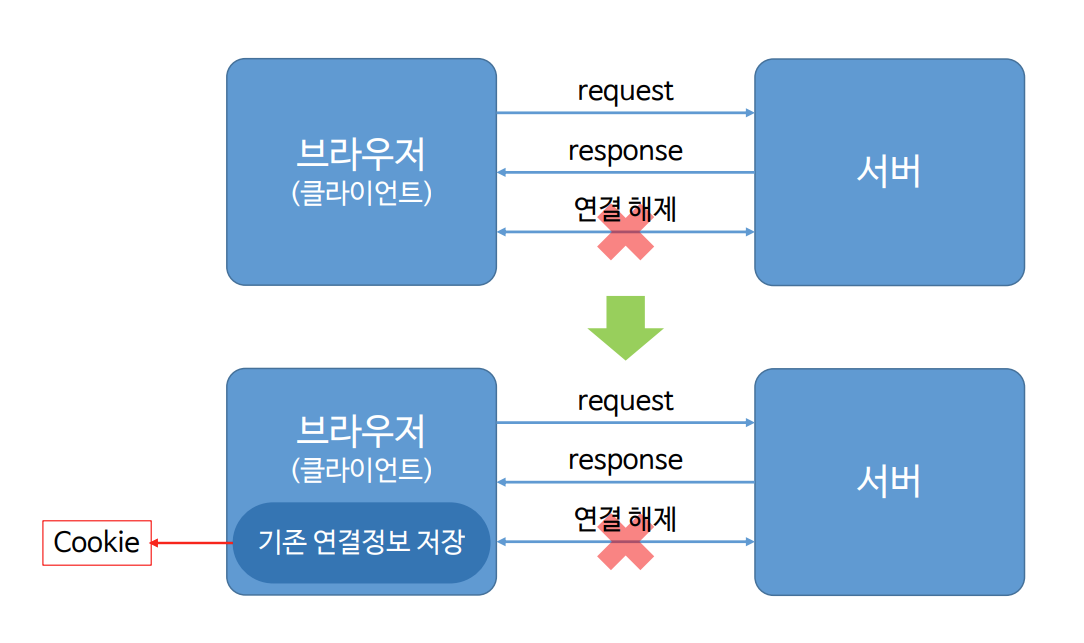 request
브라우저
response
서버
(클라이언트)
연결 해제
request
브라우저
response
(클라이언트)
서버
연결 해제
Cookie
기존 연결정보 저장